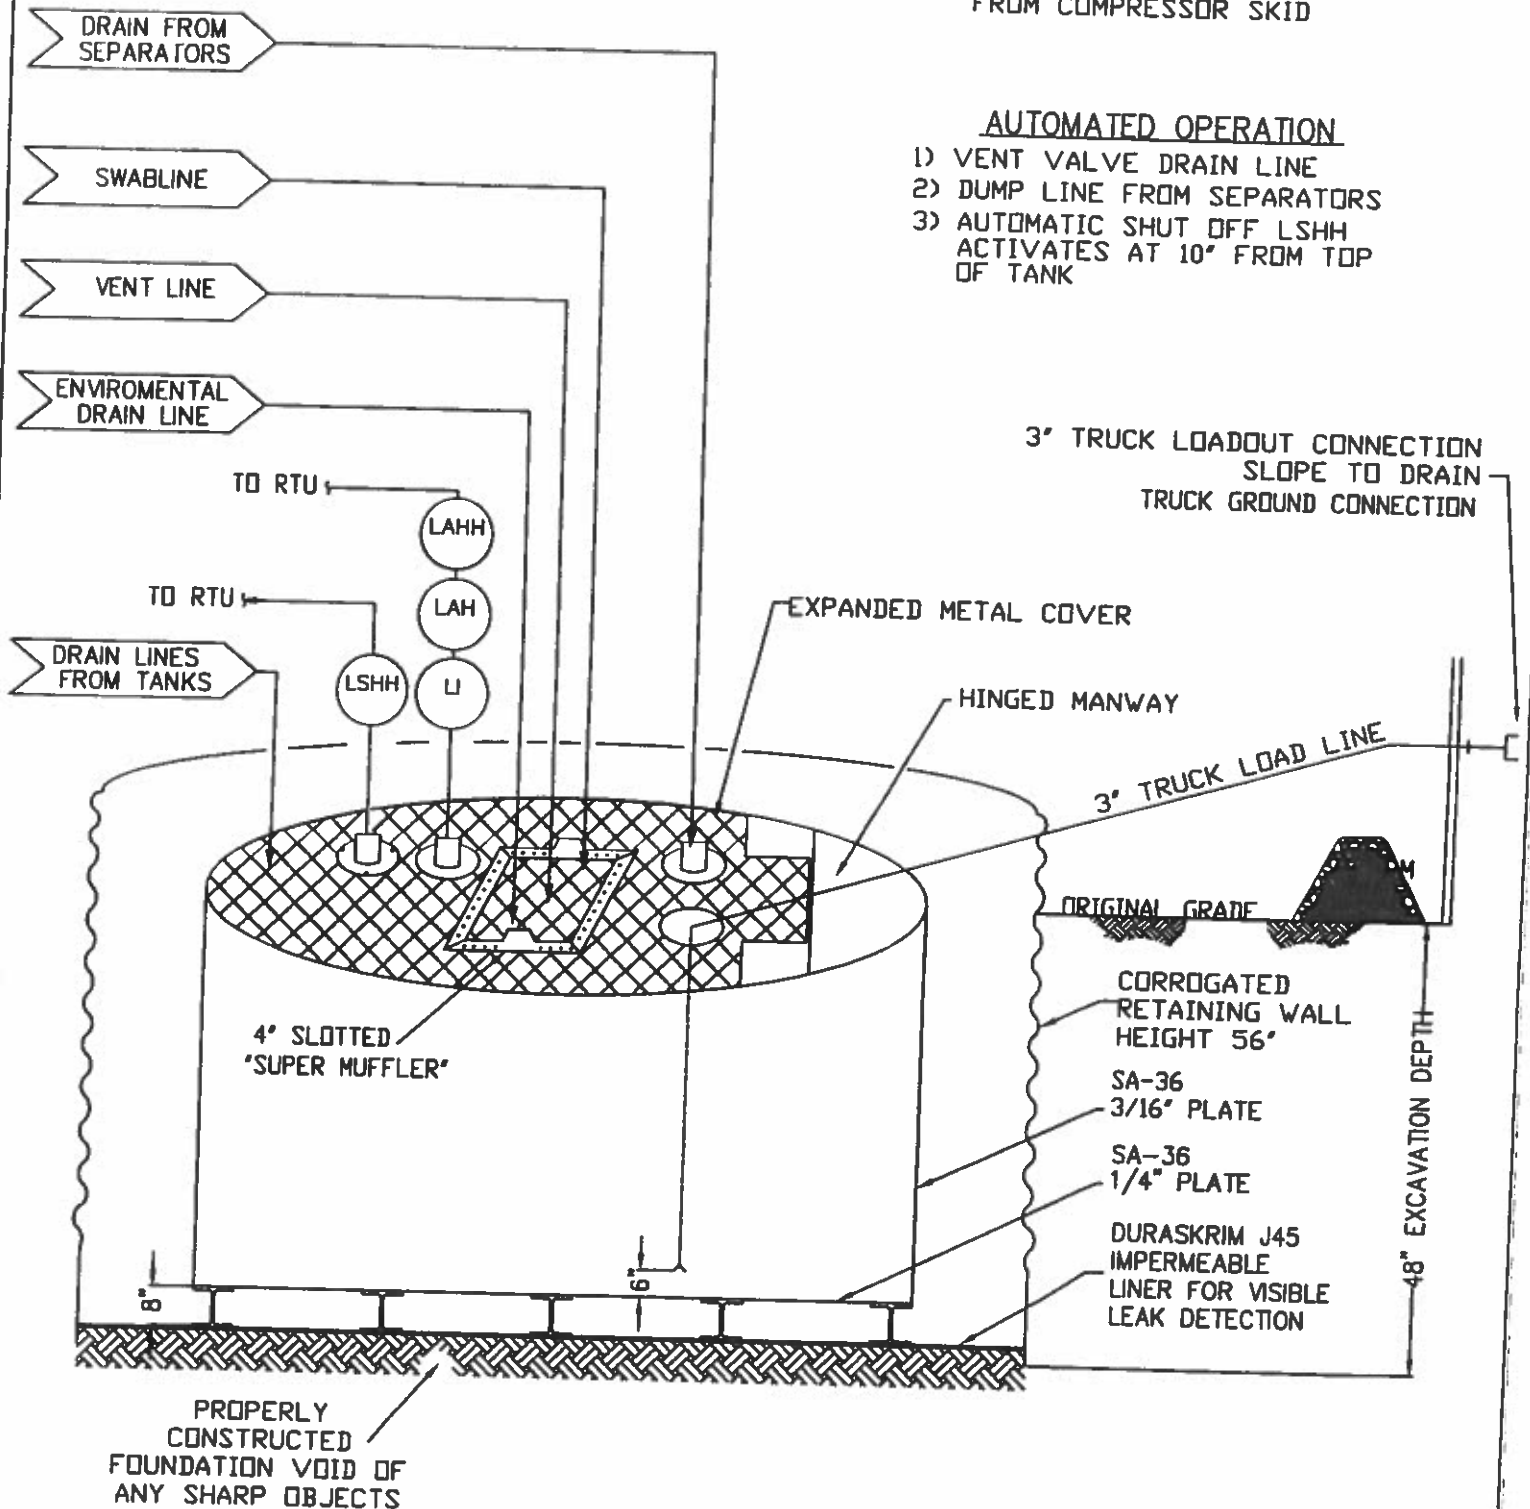 FROM COMPRESSOR SKID
DRAIN FROM
SEPARATORS
AUTOMATED OPERATION
1) VENT VALVE DRAIN LINE
2) DUMP LINE FROM SEPARATORS
3) AUTOMATIC SHUT OFF LSHH
ACTIVATES AT 10" FROM TOP
OF TANK
SWABLINE
VENT LINE
ENVIROMENTAL
DRAIN LINE
3" TRUCK LOADOUT CONNECTION
SLOPE TO DRAIN
TRUCK GROUND CONNECTION
TO RTU
LAHH
TO RTU
LAH
EXPANDED METAL COVER
DRAIN LINES
FROM TANKS
LSHH
LI
HINGED MANWAY
3" TRUCK LOAD LINE
M
ORIGINAL GRADE
CORROGATED
RETAINING WALL
HEIGHT 56"
4" SLOTTED
"SUPER MUFFLER"
SA-36
3/16" PLATE
SA-36
1/4" PLATE
48" EXCAVATION DEPTH
DURASKRIM J45
IMPERMEABLE
LINER FOR VISIBLE
LEAK DETECTION
8"
6"
PROPERLY
CONSTRUCTED
FOUNDATION VOID OF
ANY SHARP OBJECTS